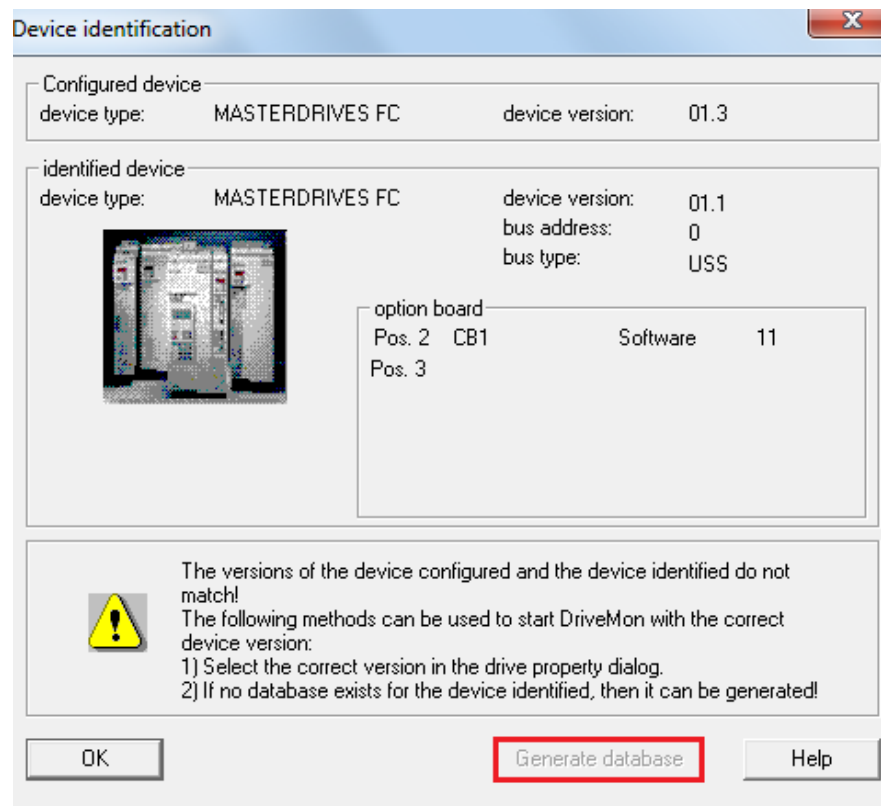 Device identification
X
Configured device
device type: MASTERDRIVES FC device version: 01.3
identified device
device type: MASTERDRIVES FC device version: 01.1
bus address: 0
bus type: USS
option board
Pos. 2 CB1 Software 11
Pos. 3
The versions of the device configured and the device identified do not
match!
The following methods can be used to start DriveMon with the correct
device version:
1) Select the correct version in the drive property dialog.
2) If no database exists for the device identified, then it can be generated!
OK Generate database Help